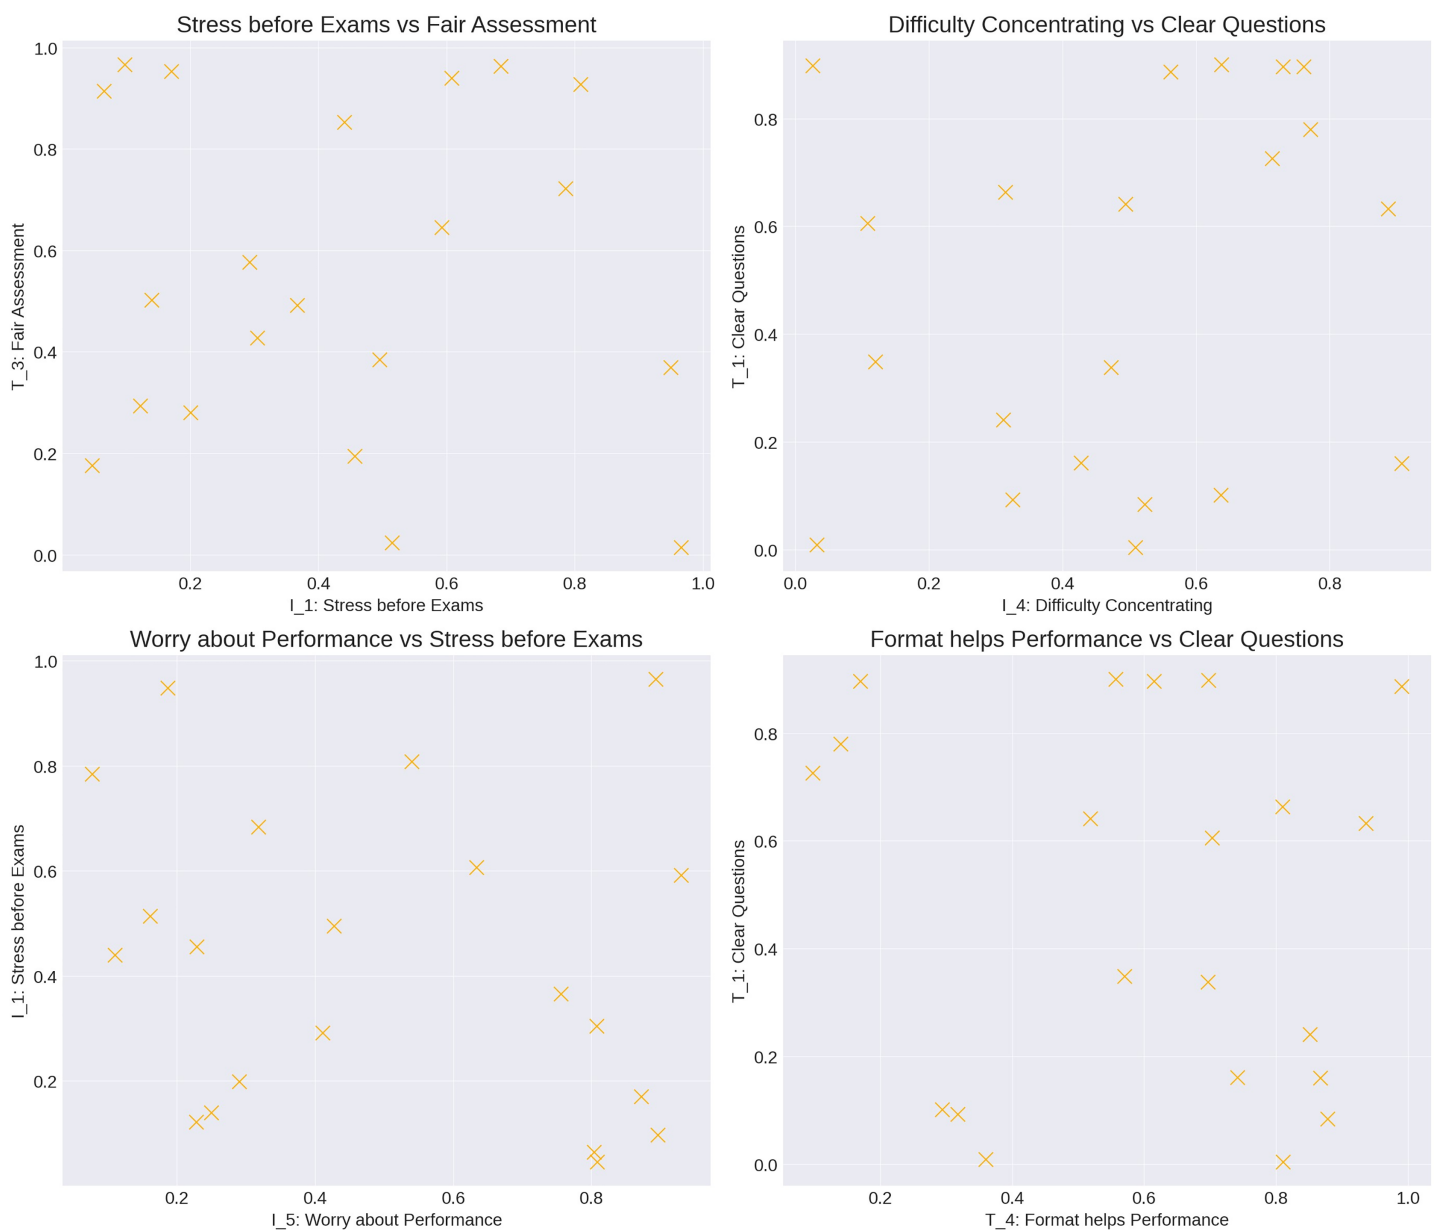 Stress before Exams vs Fair Assessment
1.0
0.8
0.6
0.4
0.2
0.0
T_3: Fair Assessment
0.2 0.4 0.6 0.8 1.0
I_1: Stress before Exams
Difficulty Concentrating vs Clear Questions
0.8
0.6
0.4
0.2
0.0
T_1: Clear Questions
0.0 0.2 0.4 0.6 0.8
I_4: Difficulty Concentrating
Worry about Performance vs Stress before Exams
1.0
0.8
0.6
0.4
0.2
I_1: Stress before Exams
0.2 0.4 0.6 0.8
I_5: Worry about Performance
Format helps Performance vs Clear Questions
0.8
0.6
0.4
0.2
0.0
T_1: Clear Questions
0.2 0.4 0.6 0.8 1.0
T_4: Format helps Performance